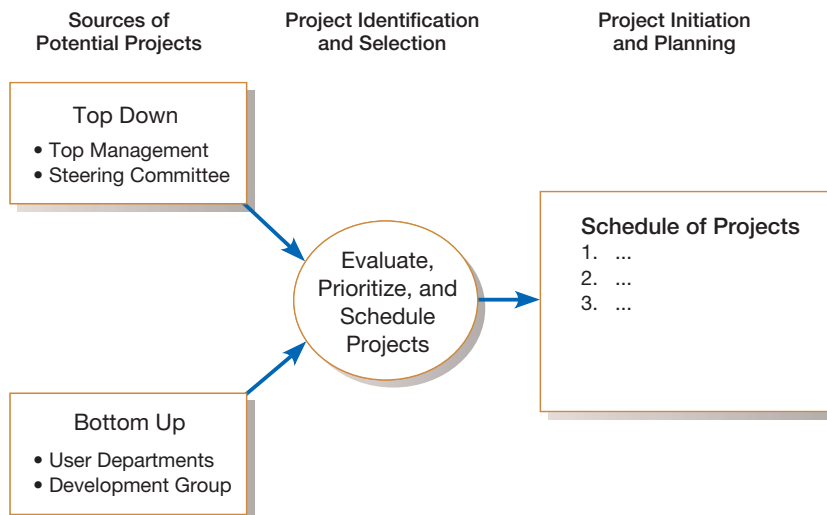 Sources of
Potential Projects
Project Identification
and Selection
Project Initiation
and Planning
Top Down
• Top Management
• Steering Committee
Evaluate,
Prioritize, and
Schedule
Projects
Schedule of Projects
1. ...
2. ...
3. ...
Bottom Up
• User Departments
• Development Group